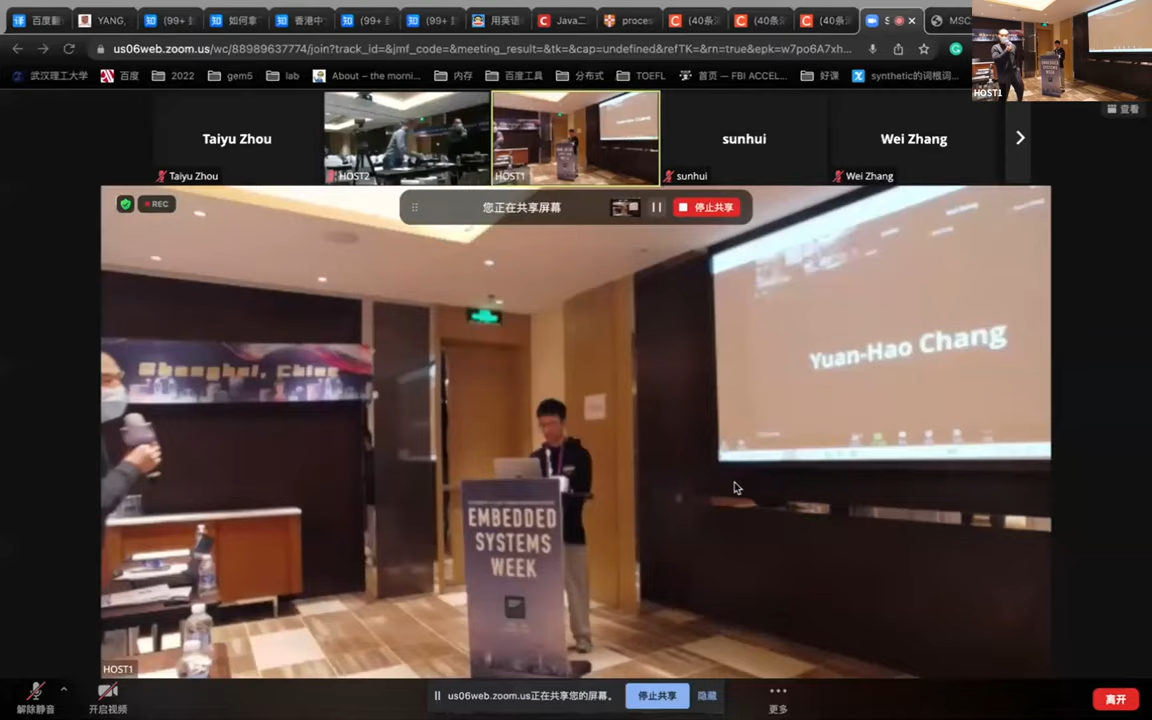 百度翻
YANG,
(99+
如何拿
香港中
(99+
(99+
用英语
Java二
proces
(40条
(40条
(40条
MSC
us06web.zoom.us/wc/88989637774/join?track_id=&jmf_code=&meeting_result=&tk=&cap=undefined&refTK=&rn=true&epk=w7po6A7xh...
武汉理工大学
百度
2022
gem5
lab
About – the morni...
内存
百度工具
分布式
TOEFL
首页 — FBI ACCEL...
好课
synthetic的词根词...
HOST1
查看
Taiyu Zhou
sunhui
Wei Zhang
Taiyu Zhou
HOST2
HOST1
sunhui
Wei Zhang
REC
您正在共享屏幕
停止共享
Yuan-Hao Chang
Shanghai, China
EMBEDDED
SYSTEMS
WEEK
HOST1
解除静音
开启视频
us06web.zoom.us正在共享您的屏幕。
停止共享
隐藏
更多
离开